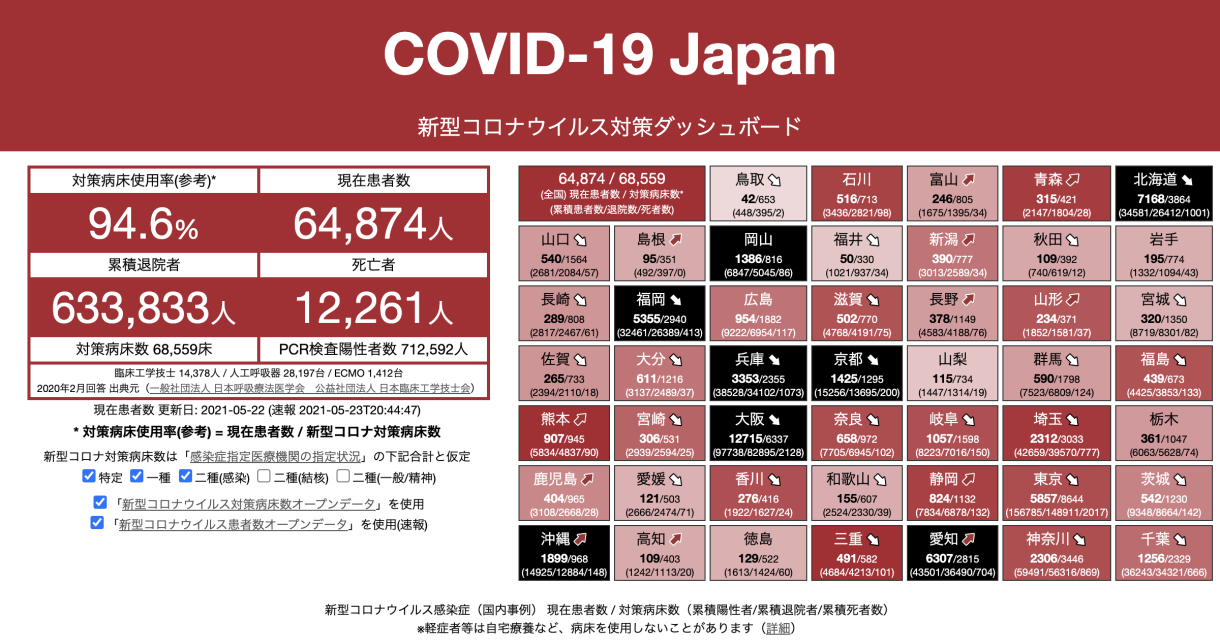 COVID-19 Japan
新型コロナウイルス対策ダッシュボード
対策病床使用率(参考)* 現在患者数
94.6% 64,874人
累積退院者 死亡者
633,833人 12,261人
対策病床数 68,559床 PCR検査陽性者数 712,592人
臨床工学技士 14,378人 / 人工呼吸器 28,197台 / ECMO 1,412台
2020年2月回答 出典元（一般社団法人 日本呼吸療法医学会　公益社団法人 日本臨床工学技士会）
現在患者数 更新日: 2021-05-22 (速報 2021-05-23T20:44:47)
* 対策病床使用率(参考) = 現在患者数 / 新型コロナ対策病床数
新型コロナ対策病床数は「感染症指定医療機関の指定状況」の下記合計と仮定
特定 一種 二種(感染) 二種(結核) 二種(一般/精神)
「新型コロナウイルス対策病床数オープンデータ」を使用
「新型コロナウイルス患者数オープンデータ」を使用(速報)
64,874 / 68,559
(全国) 現在患者数 / 対策病床数*
(累積患者数/退院数/死者数)
鳥取
42/653
(448/395/2)
石川
516/713
(3436/2821/98)
富山
246/805
(1675/1395/34)
青森
315/421
(2147/1804/28)
北海道
7168/3864
(34581/26412/1001)
山口
540/1564
(2681/2084/57)
島根
95/351
(492/397/0)
岡山
1386/816
(6847/5045/86)
福井
50/330
(1021/937/34)
新潟
390/777
(3013/2589/34)
秋田
109/392
(740/619/12)
岩手
195/774
(1332/1094/43)
長崎
289/808
(2817/2467/61)
福岡
5355/2940
(32461/26389/413)
広島
954/1882
(9222/6954/117)
滋賀
502/770
(4768/4191/75)
長野
378/1149
(4583/4188/76)
山形
234/371
(1852/1581/37)
宮城
320/1350
(8719/8301/82)
佐賀
265/733
(2394/2110/18)
大分
611/1216
(3137/2489/37)
兵庫
3353/2355
(38528/34102/1073)
京都
1425/1295
(15256/13695/200)
山梨
115/734
(1447/1314/19)
群馬
590/1798
(7523/6809/124)
福島
439/673
(4425/3853/133)
熊本
907/945
(5834/4837/90)
宮崎
306/531
(2939/2594/25)
大阪
12715/6337
(97738/82895/2128)
奈良
658/972
(7705/6945/102)
岐阜
1057/1598
(8223/7016/150)
埼玉
2312/3033
(42659/39570/777)
栃木
361/1047
(6063/5628/74)
鹿児島
404/965
(3108/2668/28)
愛媛
121/503
(2666/2474/71)
香川
276/416
(1922/1627/24)
和歌山
155/607
(2524/2330/39)
静岡
824/1132
(7834/6878/132)
東京
5857/8644
(156785/148911/2017)
茨城
542/1230
(9348/8664/142)
沖縄
1899/968
(14925/12884/148)
高知
109/403
(1242/1113/20)
徳島
129/522
(1613/1424/60)
三重
491/582
(4684/4213/101)
愛知
6307/2815
(43501/36490/704)
神奈川
2306/3446
(59491/56316/869)
千葉
1256/2329
(36243/34321/666)
新型コロナウイルス感染症（国内事例） 現在患者数 / 対策病床数（累積陽性者/累積退院者/累積死者数）
※軽症者等は自宅療養など、病床を使用しないことがあります（詳細）